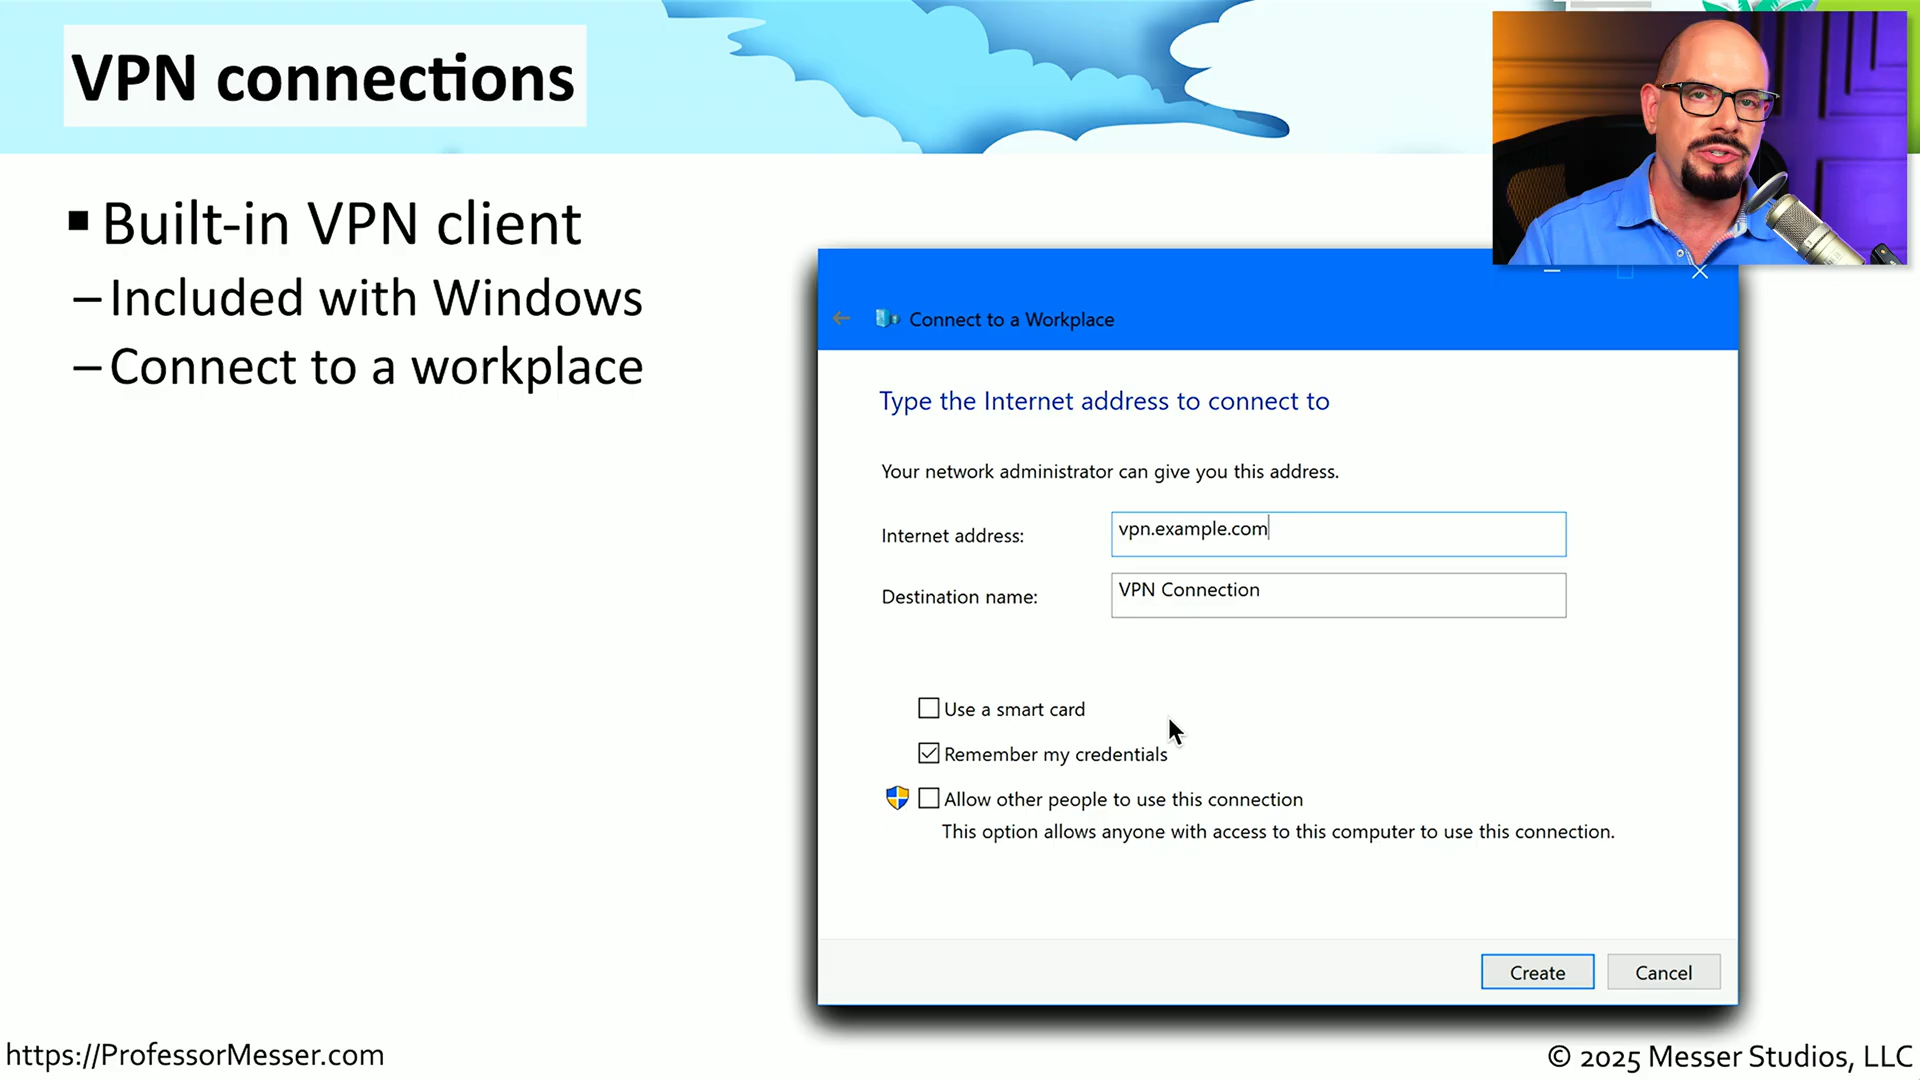 VPN connections
▪ Built-in VPN client
– Included with Windows
– Connect to a workplace
Connect to a Workplace
Type the Internet address to connect to
Your network administrator can give you this address.
Internet address: vpn.example.com
Destination name: VPN Connection
Use a smart card
Remember my credentials
Allow other people to use this connection
This option allows anyone with access to this computer to use this connection.
Create Cancel
https://ProfessorMesser.com
© 2025 Messer Studios, LLC